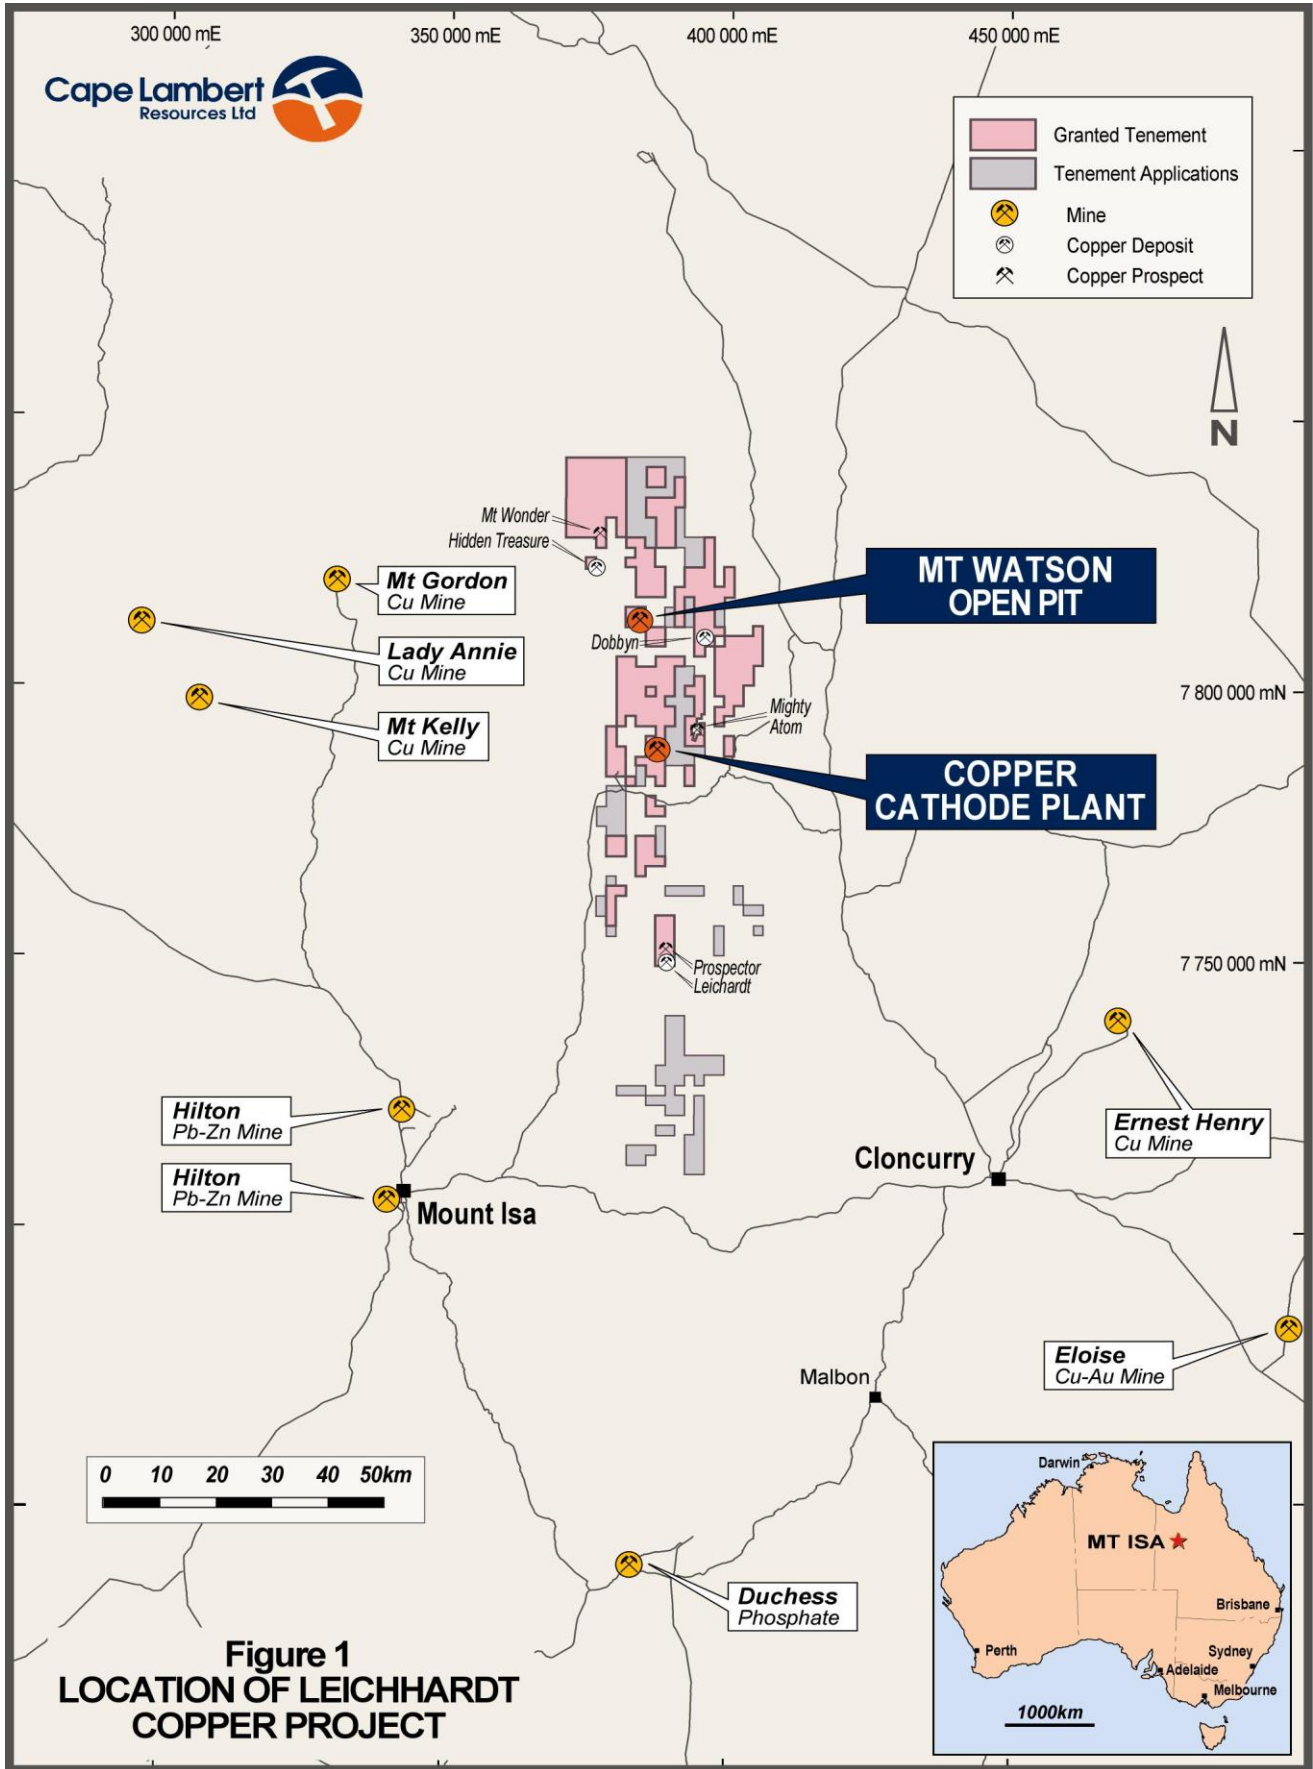 300 000 mE
350 000 mE
400 000 mE
450 000 mE
Cape Lambert
Resources Ltd
Granted Tenement
Tenement Applications
Mine
Copper Deposit
Copper Prospect
N
Mt Wonder
Hidden Treasure
MT WATSON
OPEN PIT
Mt Gordon
Cu Mine
Dobbyn
Lady Annie
Cu Mine
7 800 000 mN
Mt Kelly
Cu Mine
Mighty
Atom
COPPER
CATHODE PLANT
7 750 000 mN
Prospector
Leichardt
Hilton
Pb-Zn Mine
Ernest Henry
Cu Mine
Hilton
Pb-Zn Mine
Cloncurry
Mount Isa
Eloise
Cu-Au Mine
Malbon
0 10 20 30 40 50km
Darwin
MT ISA
Brisbane
Perth
Sydney
Adelaide
Melbourne
1000km
Duchess
Phosphate
Figure 1
LOCATION OF LEICHHARDT
COPPER PROJECT